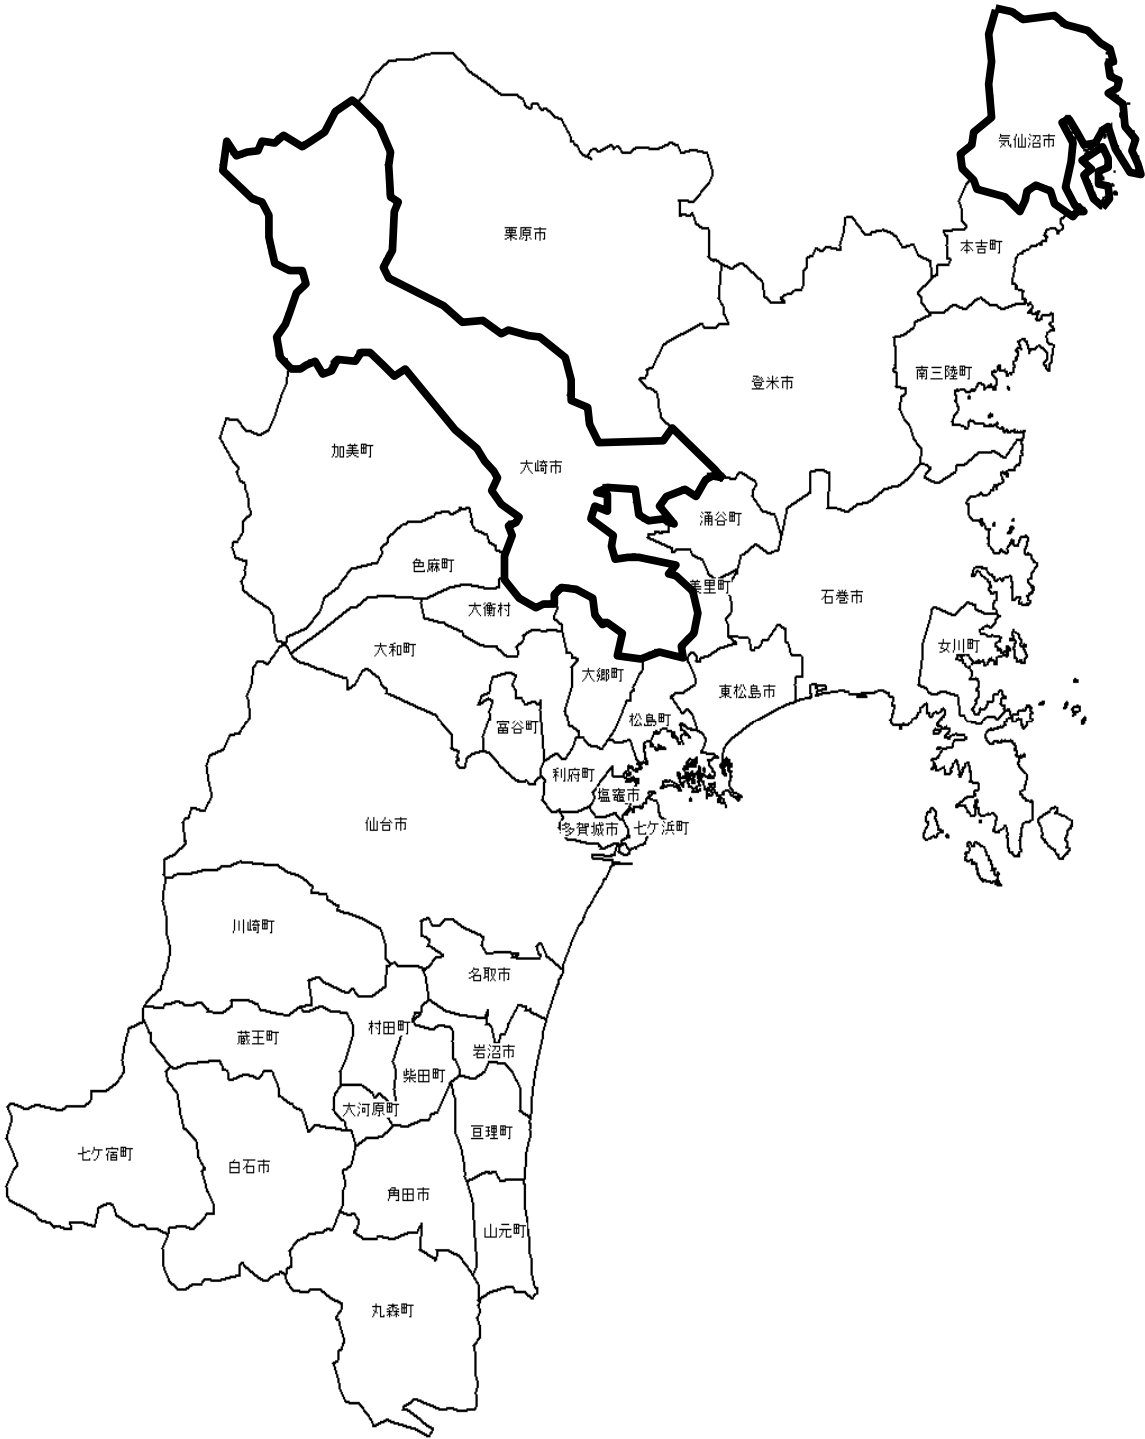 気仙沼市
栗原市
本吉町
南三陸町
登米市
加美町
大崎市
涌谷町
色麻町
美里町
石巻市
大衡村
大和町
女川町
大郷町
東松島市
松島町
富谷町
利府町
塩竈市
仙台市
多賀城市
七ケ浜町
川崎町
名取市
村田町
蔵王町
岩沼市
柴田町
大河原町
亘理町
七ケ宿町
白石市
角田市
山元町
丸森町